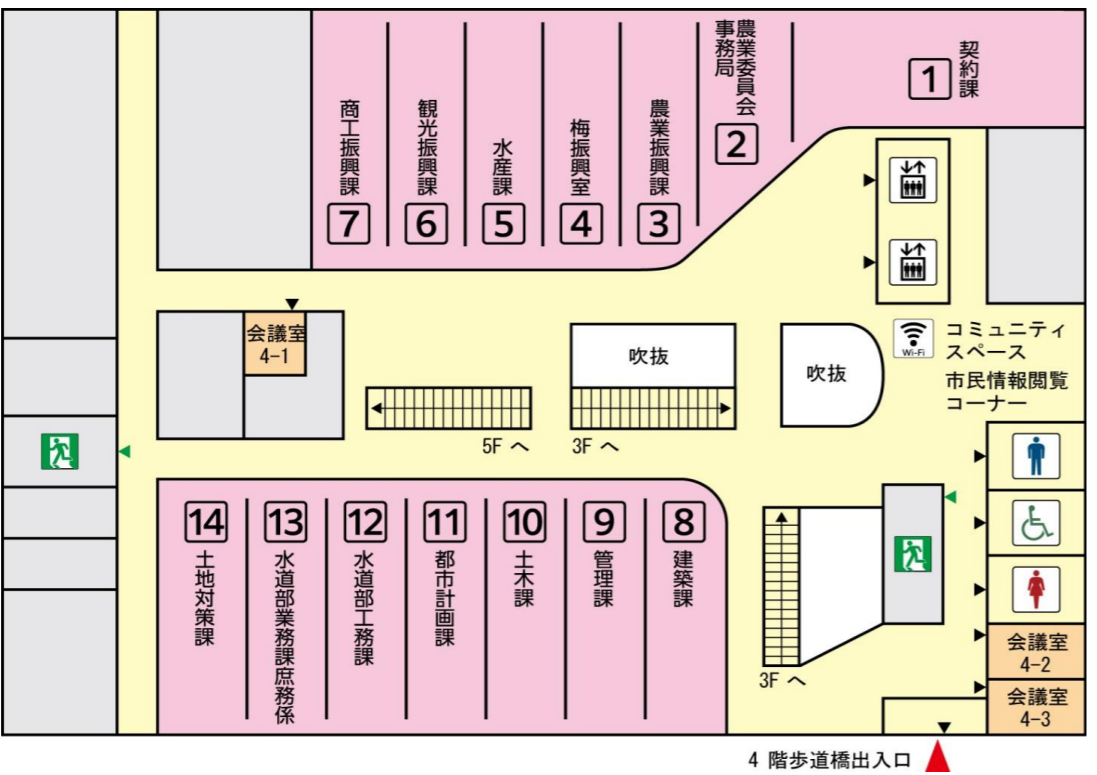 契約課
1
農業委員会
事務局
2
農業振興課
3
梅振興室
4
水産課
5
観光振興課
6
商工振興課
7
会議室
4-1
吹抜
吹抜
Wi-Fi
コミュニティ
スペース
市民情報閲覧
コーナー
5F へ
3F へ
14
土地対策課
13
水道部業務課庶務係
12
水道部工務課
11
都市計画課
10
土木課
9
管理課
8
建築課
3F へ
会議室
4-2
会議室
4-3
4 階歩道橋出入口